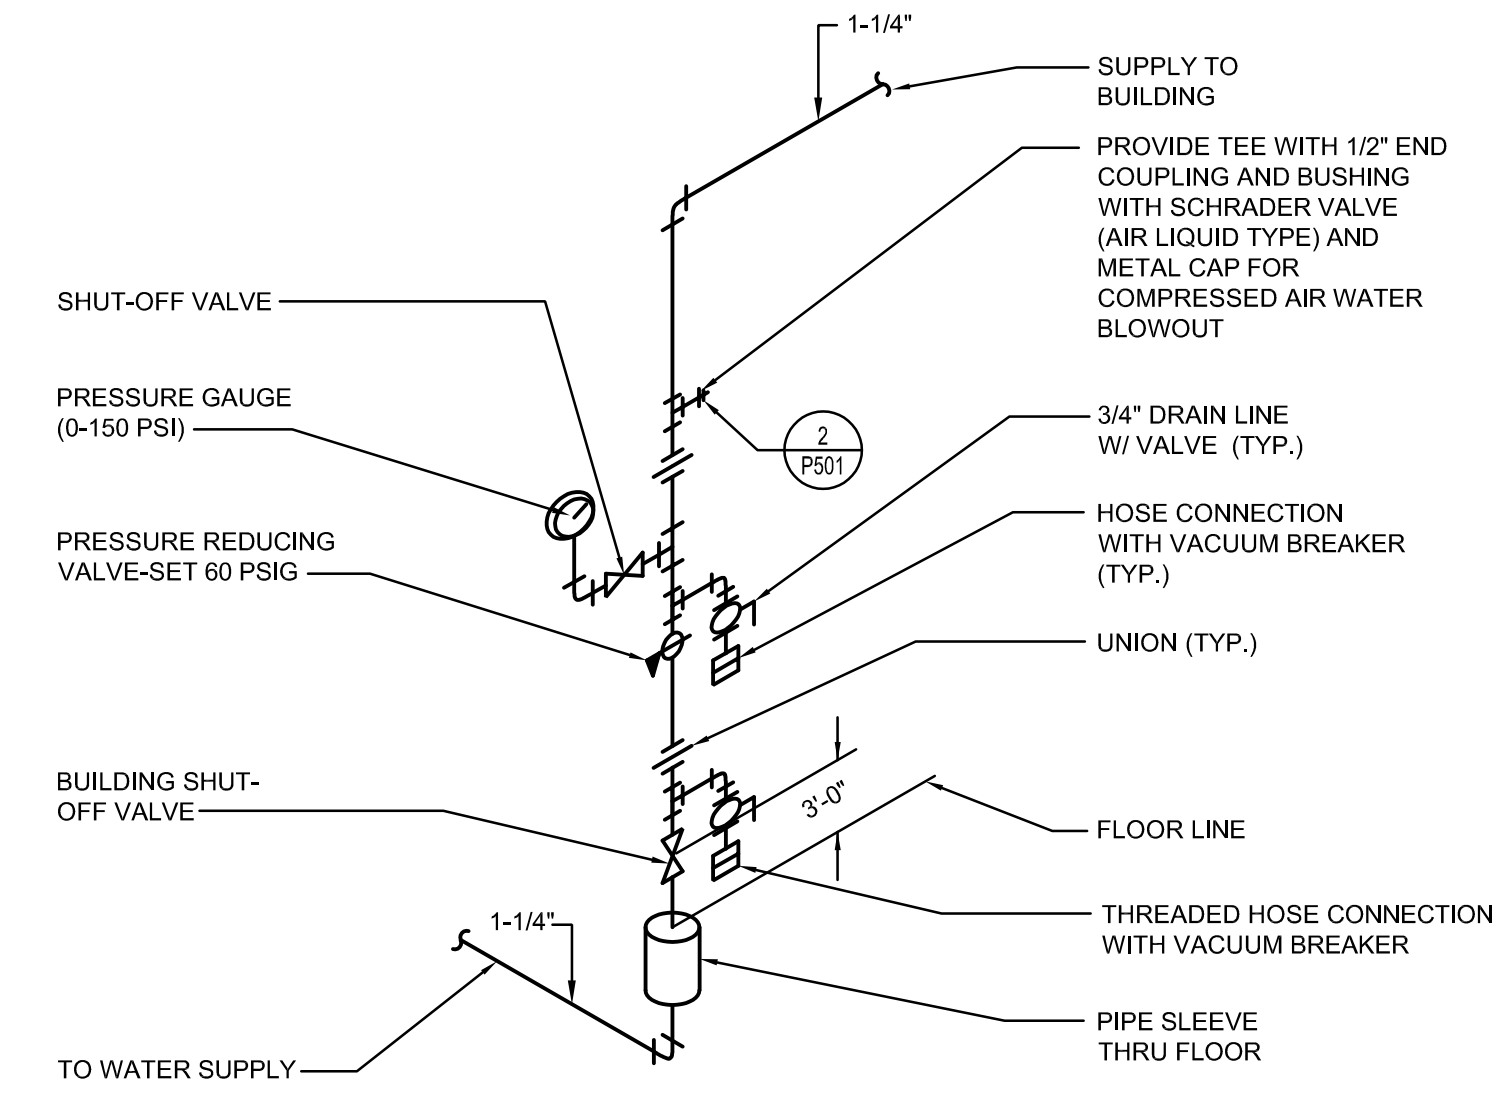 1-1/4"
SUPPLY TO
BUILDING
PROVIDE TEE WITH 1/2" END
COUPLING AND BUSHING
WITH SCHRADER VALVE
(AIR LIQUID TYPE) AND
METAL CAP FOR
COMPRESSED AIR WATER
BLOWOUT
SHUT-OFF VALVE
PRESSURE GAUGE
(0-150 PSI)
2
P501
3/4" DRAIN LINE
W/ VALVE (TYP.)
HOSE CONNECTION
WITH VACUUM BREAKER
(TYP.)
PRESSURE REDUCING
VALVE-SET 60 PSIG
UNION (TYP.)
BUILDING SHUT-
OFF VALVE
3'-0"
FLOOR LINE
THREADED HOSE CONNECTION
WITH VACUUM BREAKER
1-1/4"
PIPE SLEEVE
THRU FLOOR
TO WATER SUPPLY